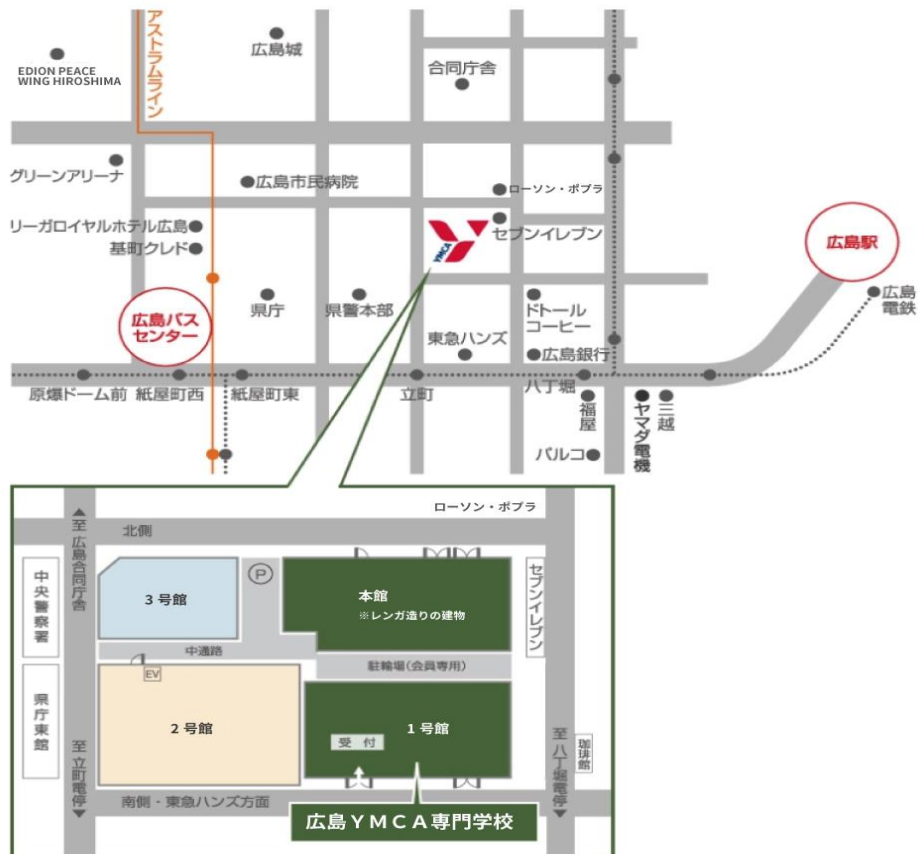 アストラムライン
広島城
EDION PEACE
WING HIROSHIMA
合同庁舎
グリーンアリーナ
広島市民病院
ローソン・ポプラ
リーガロイヤルホテル広島
セブンイレブン
基町クレド
YMCA
広島駅
広島
電鉄
広島バス
センター
県庁
県警本部
ドトール
コーヒー
東急ハンズ
広島銀行
原爆ドーム前
紙屋町西
紙屋町東
立町
八丁堀
福屋
ヤマダ電機
三越
パルコ
ローソン・ポプラ
▲至 広島合同庁舎
北側
中央警察署
3号館
P
本館
※レンガ造りの建物
セブンイレブン
中通路
駐輪場(会員専用)
EV
県庁東館
2号館
1号館
受付
至 立町電停▼
至 八丁堀電停▼
珈琲館
南側・東急ハンズ方面
広島YMCA専門学校